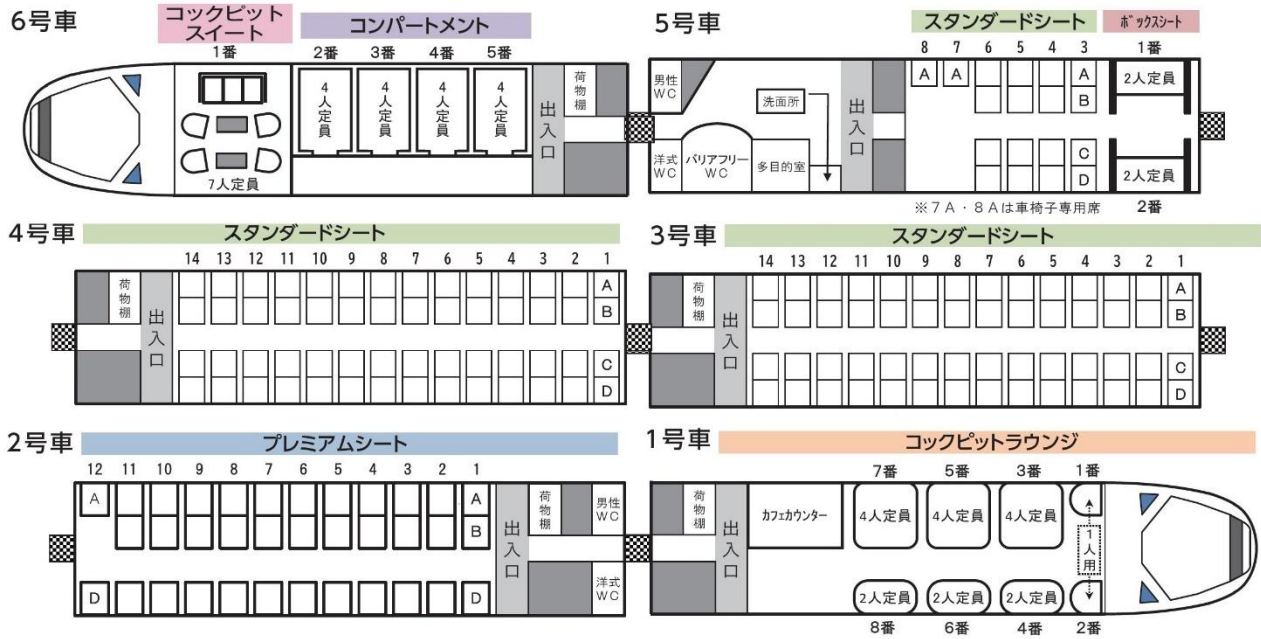 6号車
コックピット
スイート
コンパートメント
1番
2番 3番 4番 5番
4人定員 4人定員 4人定員 4人定員
7人定員
出入口
荷物棚
5号車
スタンダードシート
ボックスシート
8 7 6 5 4 3
1番
男性
WC
洗面所
出入口
A A A
B
2人定員
洋式
WC
バリアフリー
WC
多目的室
C
D
2人定員
※7A・8Aは車椅子専用席
2番
4号車
スタンダードシート
14 13 12 11 10 9 8 7 6 5 4 3 2 1
荷物棚
出入口
A
B
C
D
3号車
スタンダードシート
14 13 12 11 10 9 8 7 6 5 4 3 2 1
荷物棚
出入口
A
B
C
D
2号車
プレミアムシート
12 11 10 9 8 7 6 5 4 3 2 1
A A
B
D D
出入口
荷物棚
男性
WC
洋式
WC
1号車
コックピットラウンジ
7番 5番 3番 1番
荷物棚
出入口
カフェカウンター
4人定員 4人定員 4人定員
1人用
2人定員 2人定員 2人定員
8番 6番 4番 2番